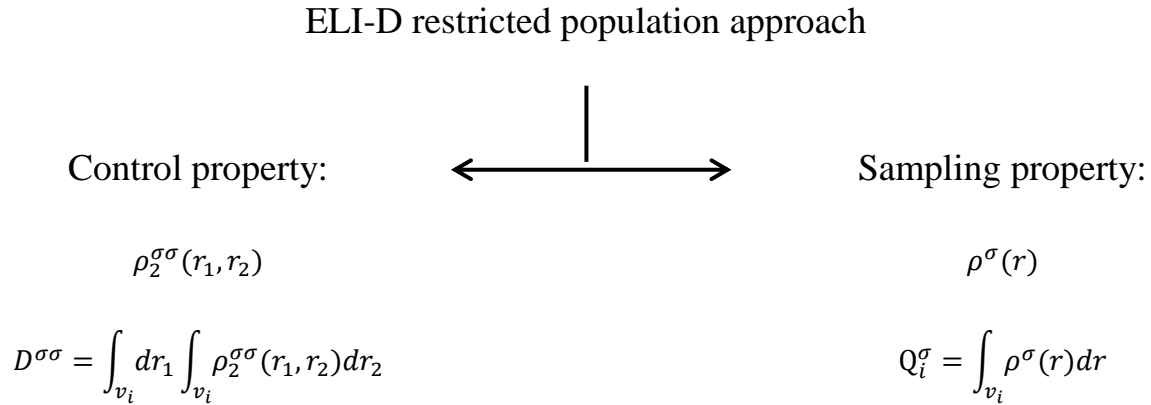 ELI-D restricted population approach
Control property:
Sampling property:
ρ₂^{σσ}(r₁, r₂)
ρ^σ(r)
D^{σσ} = ∫_{v_i} dr₁ ∫_{v_i} ρ₂^{σσ}(r₁, r₂)dr₂
Q_i^σ = ∫_{v_i} ρ^σ(r)dr